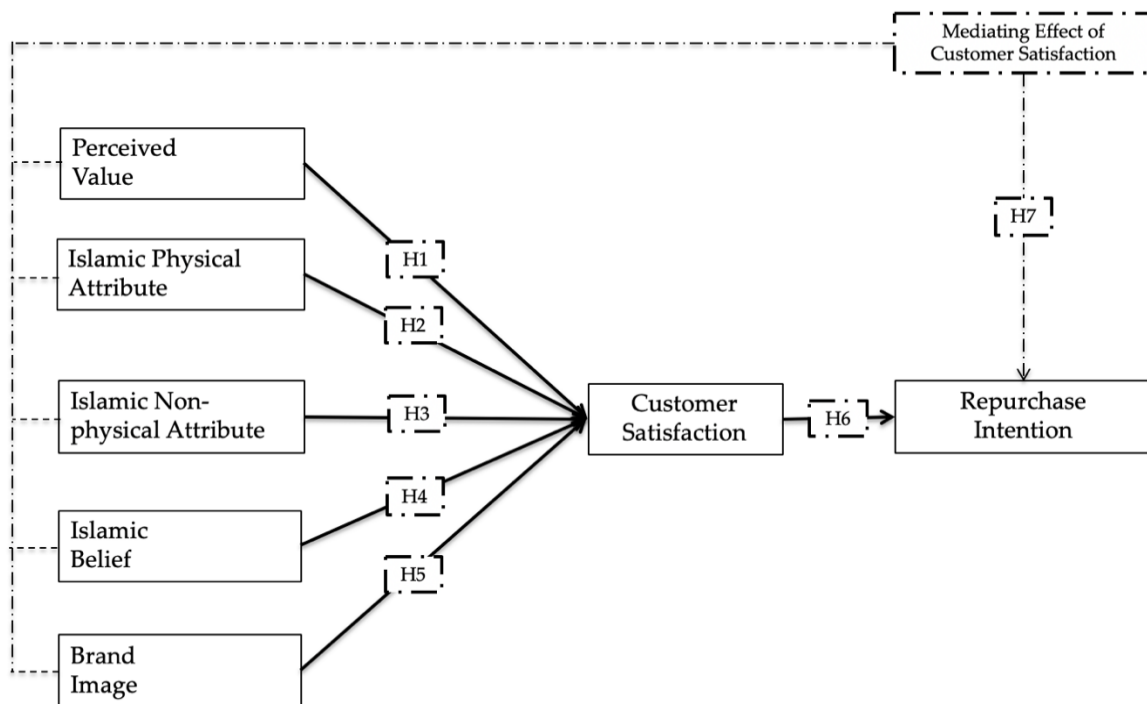 Mediating Effect of
Customer Satisfaction
Perceived
Value
H1
H7
Islamic Physical
Attribute
H2
Islamic Non-
physical Attribute
H3
Customer
Satisfaction
H6
Repurchase
Intention
H4
Islamic
Belief
H5
Brand
Image